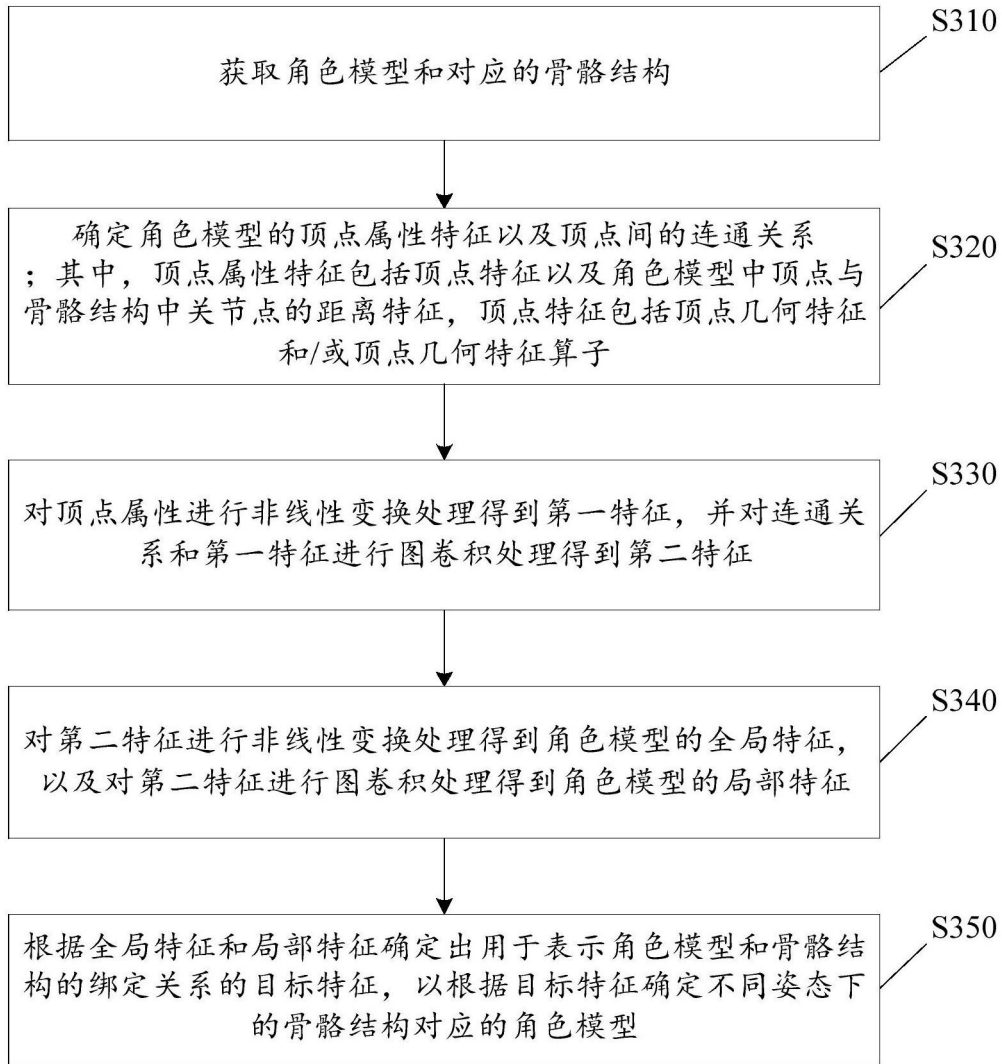 S310
获取角色模型和对应的骨骼结构
S320
确定角色模型的顶点属性特征以及顶点间的连通关系
；其中，顶点属性特征包括顶点特征以及角色模型中顶点与
骨骼结构中关节点的距离特征，顶点特征包括顶点几何特征
和/或顶点几何特征算子
S330
对顶点属性进行非线性变换处理得到第一特征，并对连通关
系和第一特征进行图卷积处理得到第二特征
S340
对第二特征进行非线性变换处理得到角色模型的全局特征，
以及对第二特征进行图卷积处理得到角色模型的局部特征
S350
根据全局特征和局部特征确定出用于表示角色模型和骨骼结
构的绑定关系的目标特征，以根据目标特征确定不同姿态下
的骨骼结构对应的角色模型